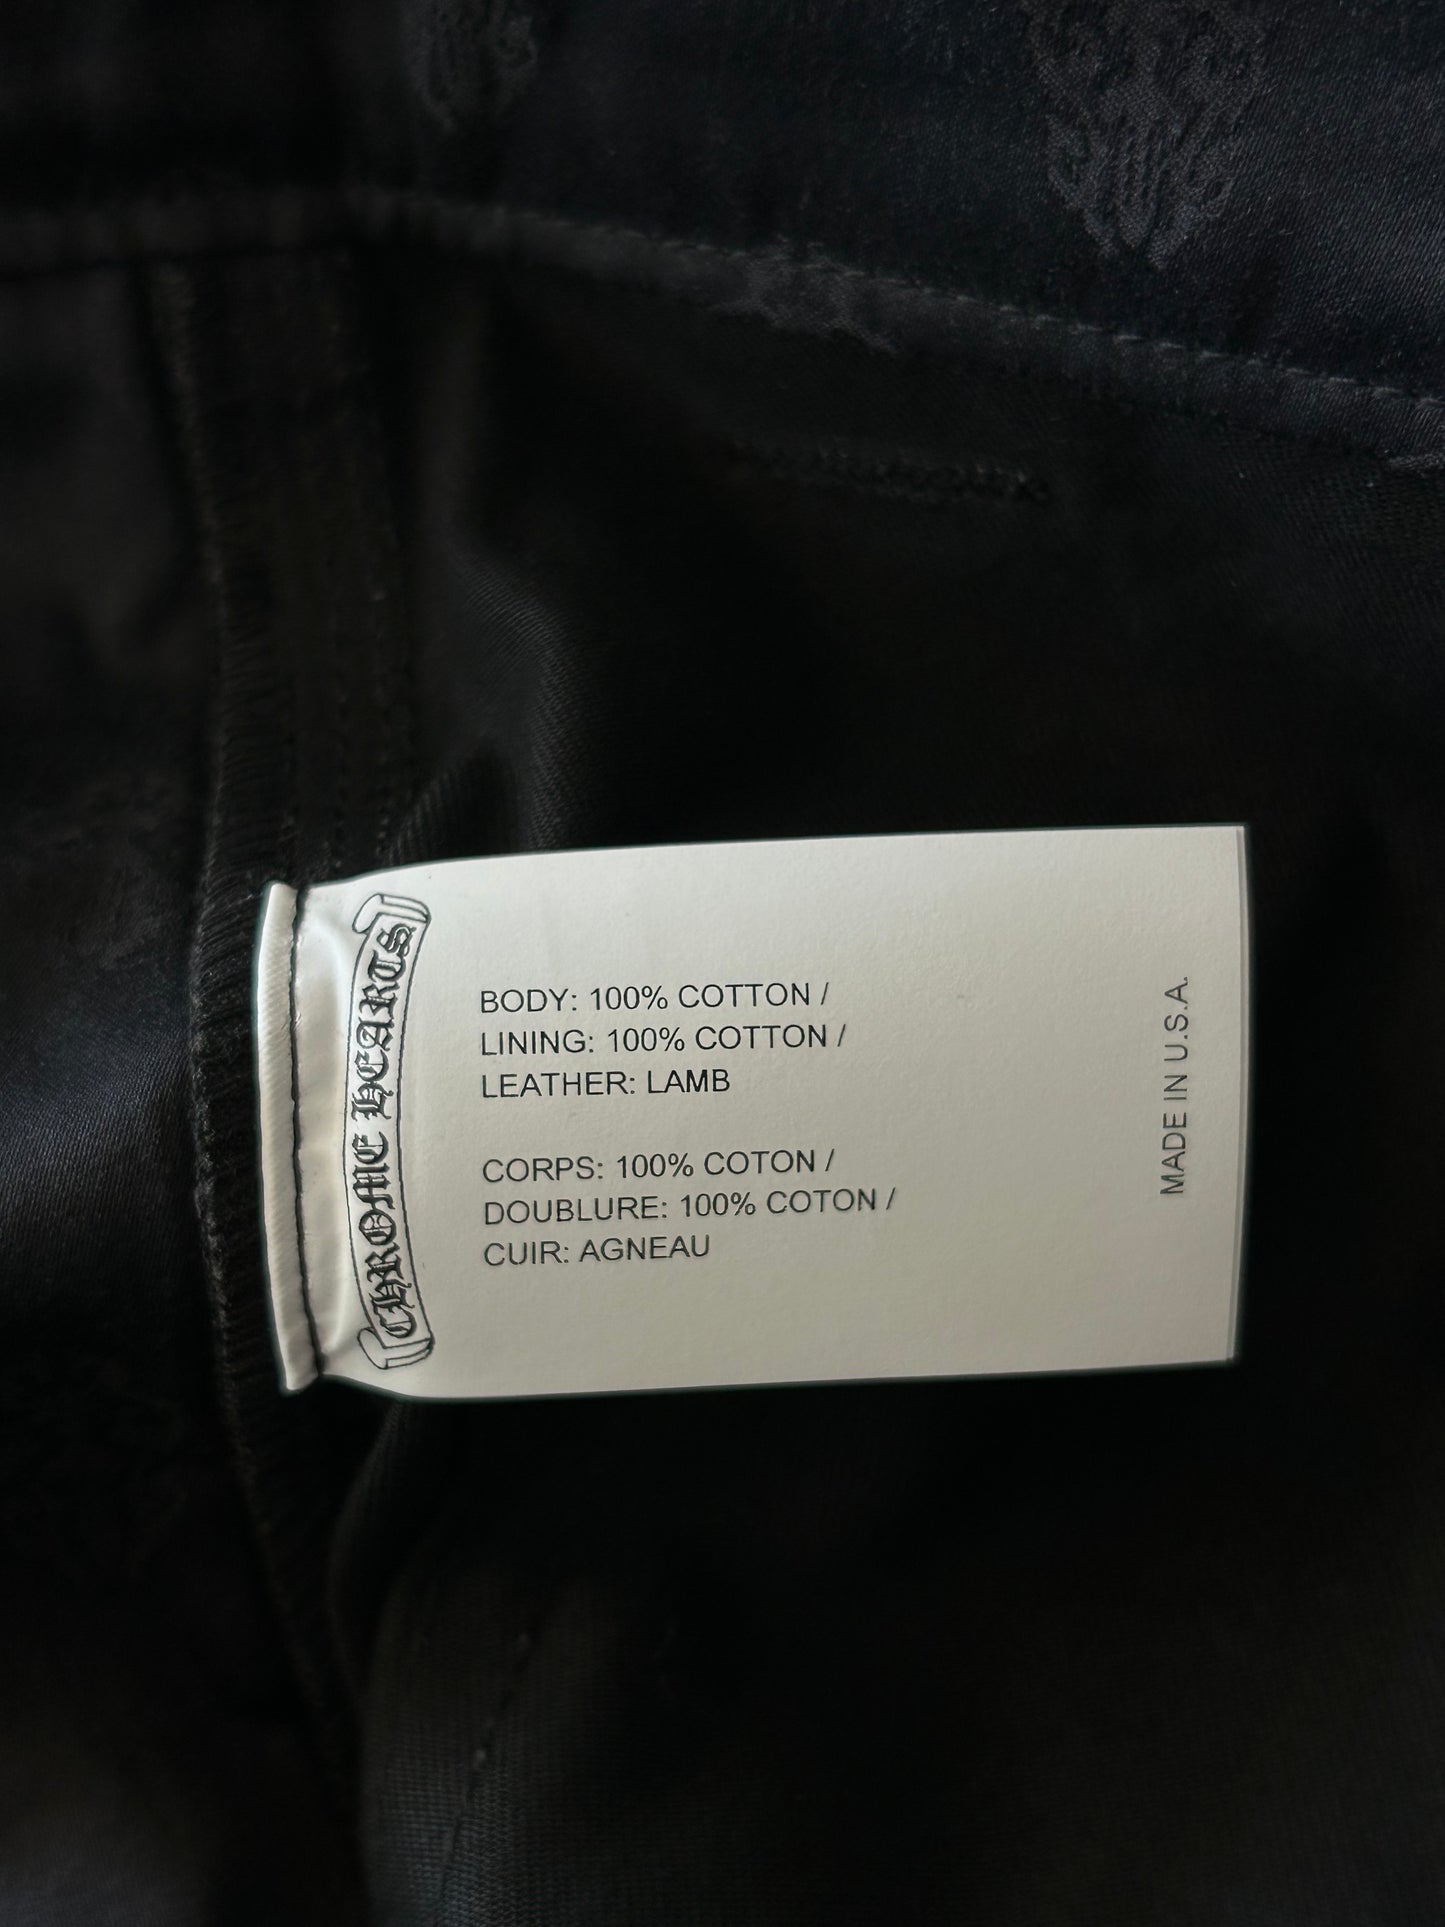 CHROME HEARTS
BODY: 100% COTTON /
LINING: 100% COTTON /
LEATHER: LAMB
CORPS: 100% COTON /
DOUBLURE: 100% COTON /
CUIR: AGNEAU
MADE IN U.S.A.